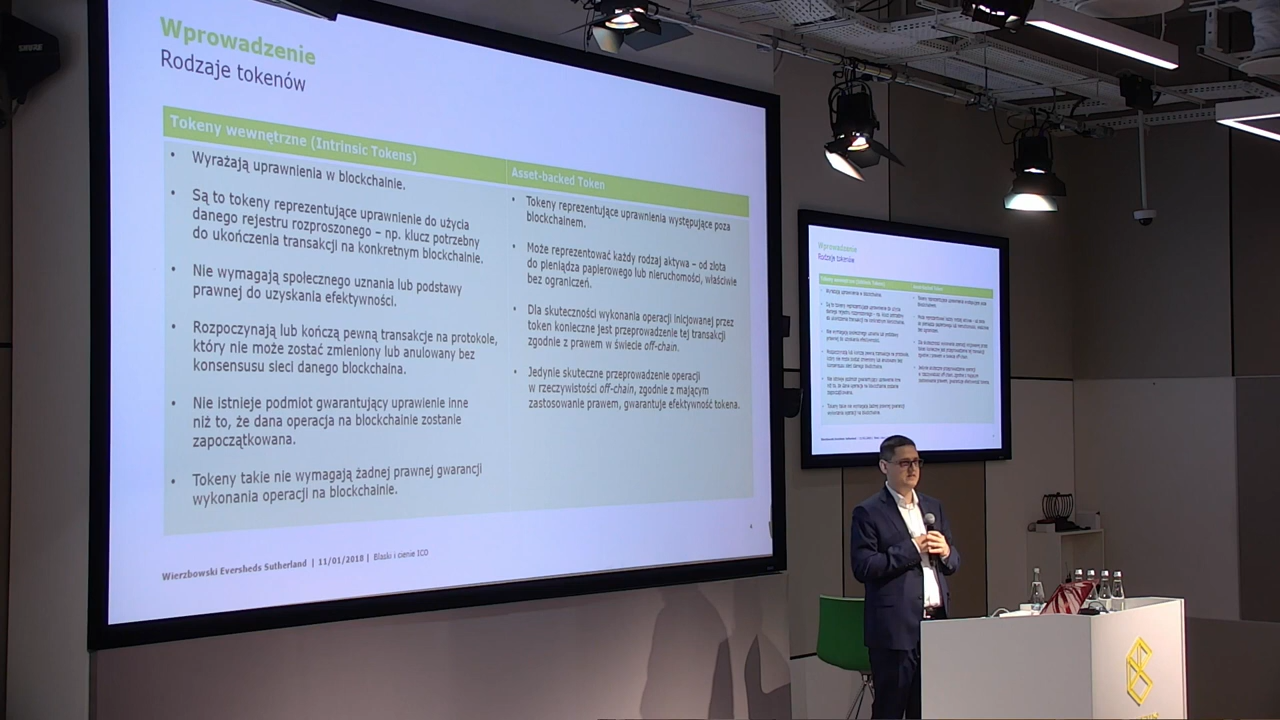 Wprowadzenie
Rodzaje tokenów
Tokeny wewnętrzne (Intrinsic Tokens)
• Wyrażają uprawnienia w blockchainie.
• Są to tokeny reprezentujące uprawnienie do użycia
danego rejestru rozproszonego – np. klucz potrzebny
do ukończenia transakcji na konkretnym blockchainie.
• Nie wymagają społecznego uznania lub podstawy
prawnej do uzyskania efektywności.
• Rozpoczynają lub kończą pewną transakcje na protokole,
który nie może zostać zmieniony lub anulowany bez
konsensusu sieci danego blockchaina.
• Nie istnieje podmiot gwarantujący uprawienie inne
niż to, że dana operacja na blockchainie zostanie
zapoczątkowana.
• Tokeny takie nie wymagają żadnej prawnej gwarancji
wykonania operacji na blockchainie.
Asset-backed Token
• Tokeny reprezentujące uprawnienia występujące poza
blockchainem.
• Może reprezentować każdy rodzaj aktywa – od złota
do pieniądza papierowego lub nieruchomości, właściwie
bez ograniczeń.
• Dla skuteczności wykonania operacji inicjowanej przez
token konieczne jest przeprowadzenie tej transakcji
zgodnie z prawem w świecie off-chain.
• Jedynie skuteczne przeprowadzenie operacji
w rzeczywistości off-chain, zgodnie z mającym
zastosowanie prawem, gwarantuje efektywność tokena.
Wierzbowski Eversheds Sutherland | 11/01/2018 | Blaski i cienie ICO
Wprowadzenie
Rodzaje tokenów
SHURE